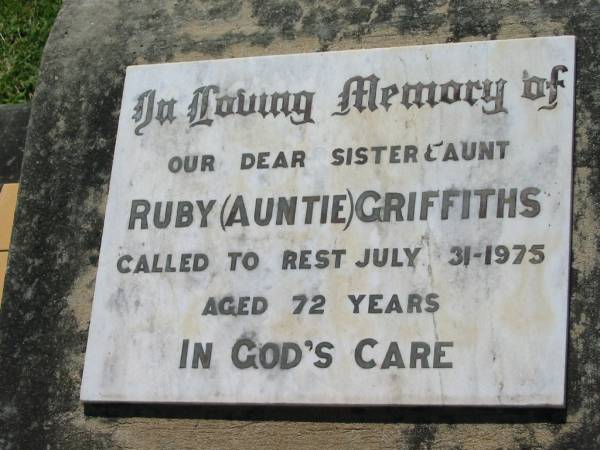 In Loving Memory of
OUR DEAR SISTER & AUNT
RUBY (AUNTIE) GRIFFITHS
CALLED TO REST JULY 31-1975
AGED 72 YEARS
IN GOD'S CARE